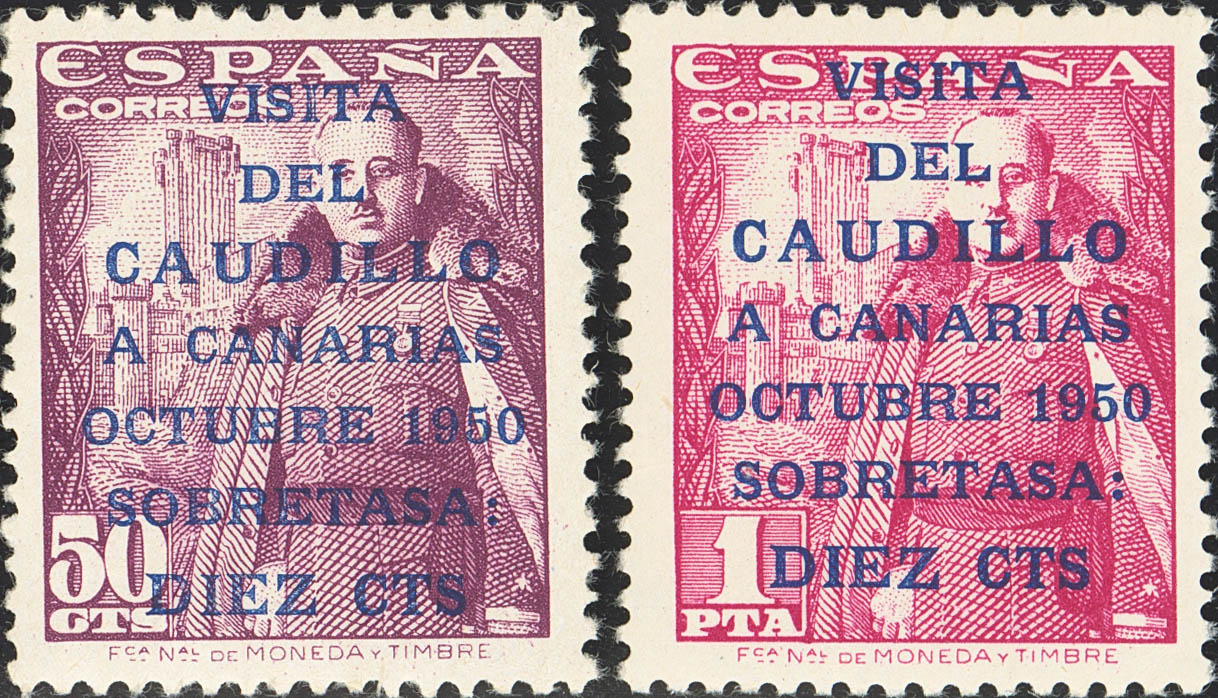 ESPAÑA
CORREOS
VISITA
DEL
CAUDILLO
A CANARIAS
OCTUBRE 1950
SOBRETASA:
DIEZ CTS
50
CTS
FCA NAL DE MONEDA Y TIMBRE
ESPAÑA
CORREOS
VISITA
DEL
CAUDILLO
A CANARIAS
OCTUBRE 1950
SOBRETASA:
DIEZ CTS
1
PTA
FCA NAL DE MONEDA Y TIMBRE